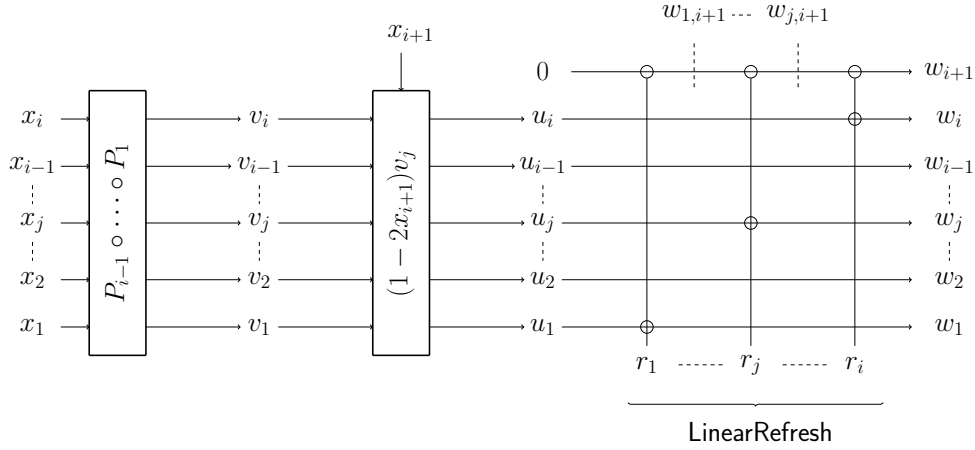 w_{1,i+1} ---- w_{j,i+1}
x_{i+1}
0 w_{i+1}
x_i v_i u_i w_i
x_{i-1} v_{i-1} u_{i-1} w_{i-1}
x_j v_j u_j w_j
x_2 v_2 u_2 w_2
x_1 v_1 u_1 w_1
P_{i-1} ∘ ⋯ ∘ P_1
(1 − 2x_{i+1})v_j
r_1 ------ r_j ------ r_i
LinearRefresh